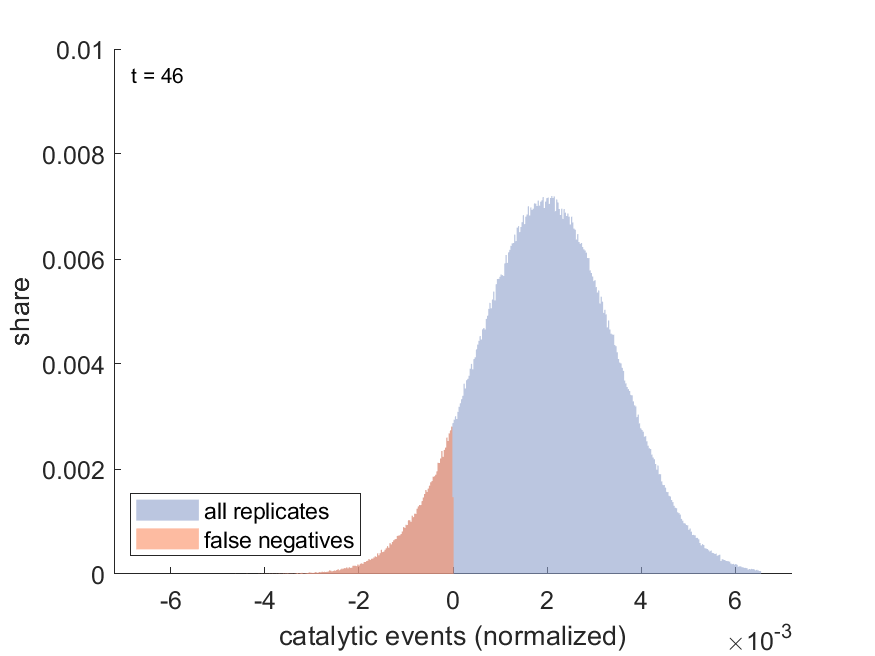 0.01
t = 46
0.008
0.006
share
0.004
0.002
all replicates
false negatives
0
-6 -4 -2 0 2 4 6
catalytic events (normalized)
×10⁻³